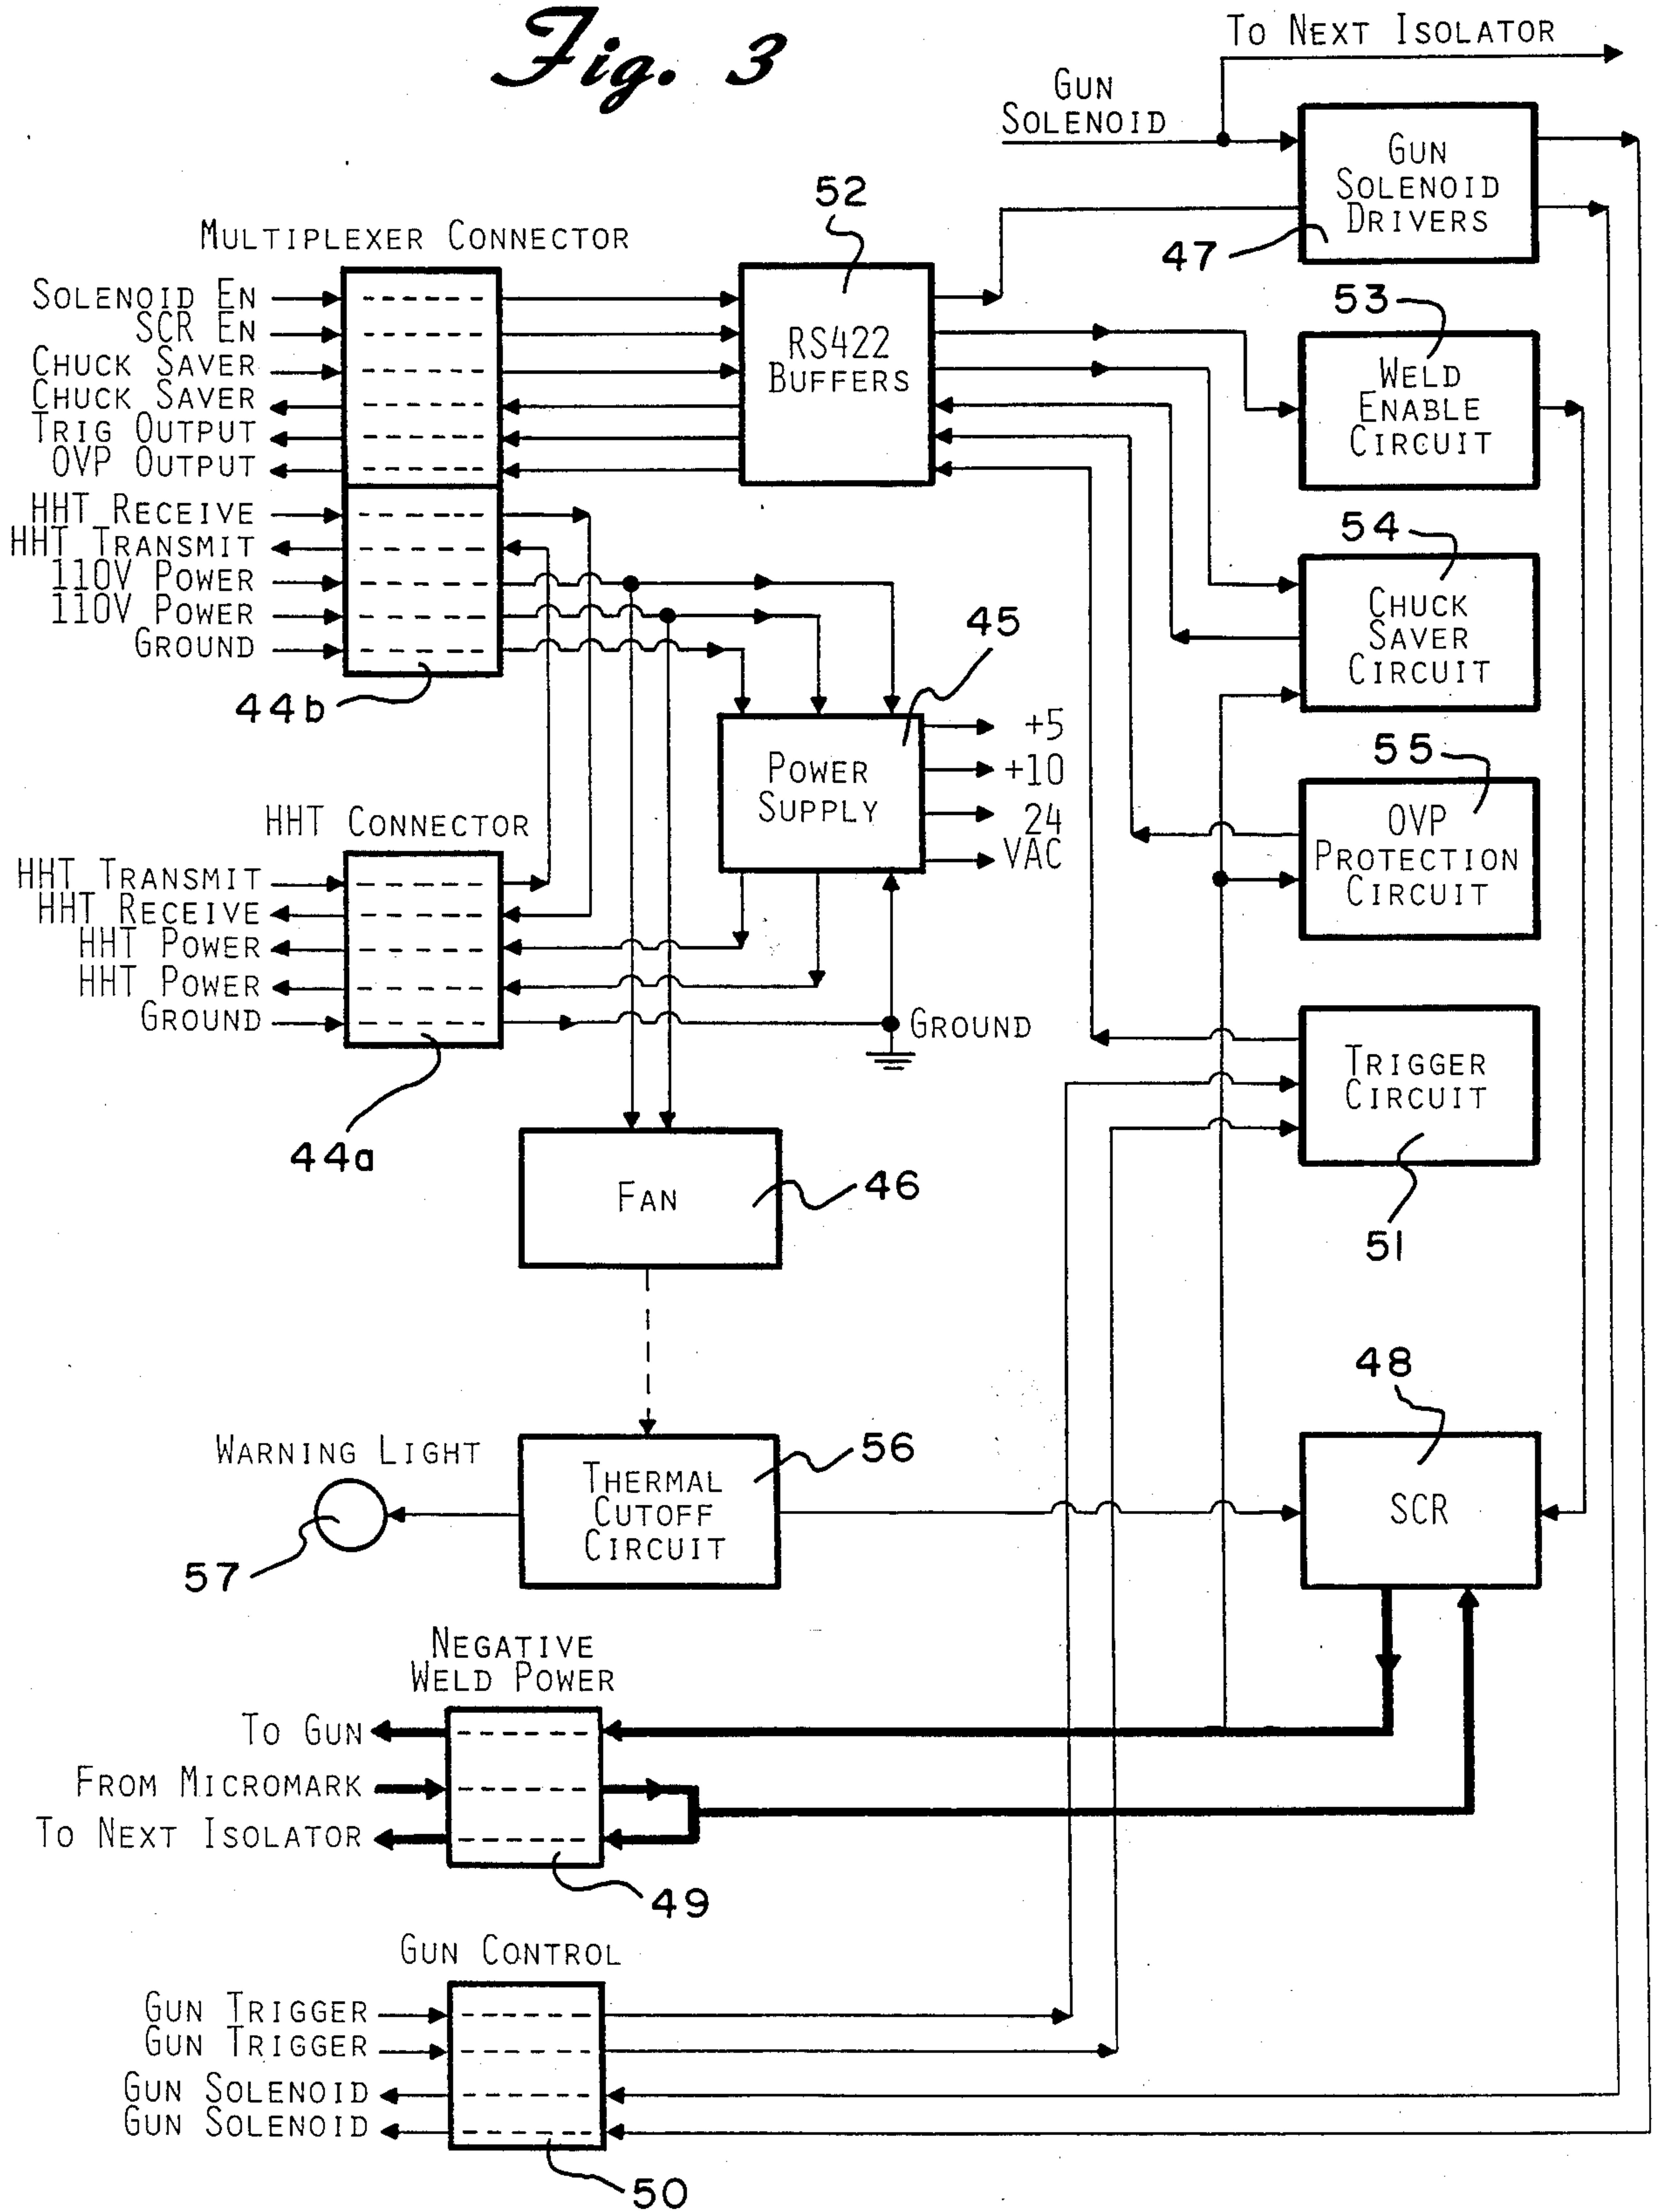 Fig. 3
TO NEXT ISOLATOR
GUN
SOLENOID
GUN
SOLENOID
DRIVERS
47
52
MULTIPLEXER CONNECTOR
SOLENOID EN
SCR EN
CHUCK SAVER
CHUCK SAVER
TRIG OUTPUT
OVP OUTPUT
HHT RECEIVE
HHT TRANSMIT
110V POWER
110V POWER
GROUND
44b
RS422
BUFFERS
53
WELD
ENABLE
CIRCUIT
54
CHUCK
SAVER
CIRCUIT
45
POWER
SUPPLY
+5
+10
24
VAC
55
OVP
PROTECTION
CIRCUIT
HHT CONNECTOR
HHT TRANSMIT
HHT RECEIVE
HHT POWER
HHT POWER
GROUND
44a
GROUND
TRIGGER
CIRCUIT
51
FAN
46
48
SCR
WARNING LIGHT
57
THERMAL
CUTOFF
CIRCUIT
56
NEGATIVE
WELD POWER
TO GUN
FROM MICROMARK
TO NEXT ISOLATOR
49
GUN CONTROL
GUN TRIGGER
GUN TRIGGER
GUN SOLENOID
GUN SOLENOID
50